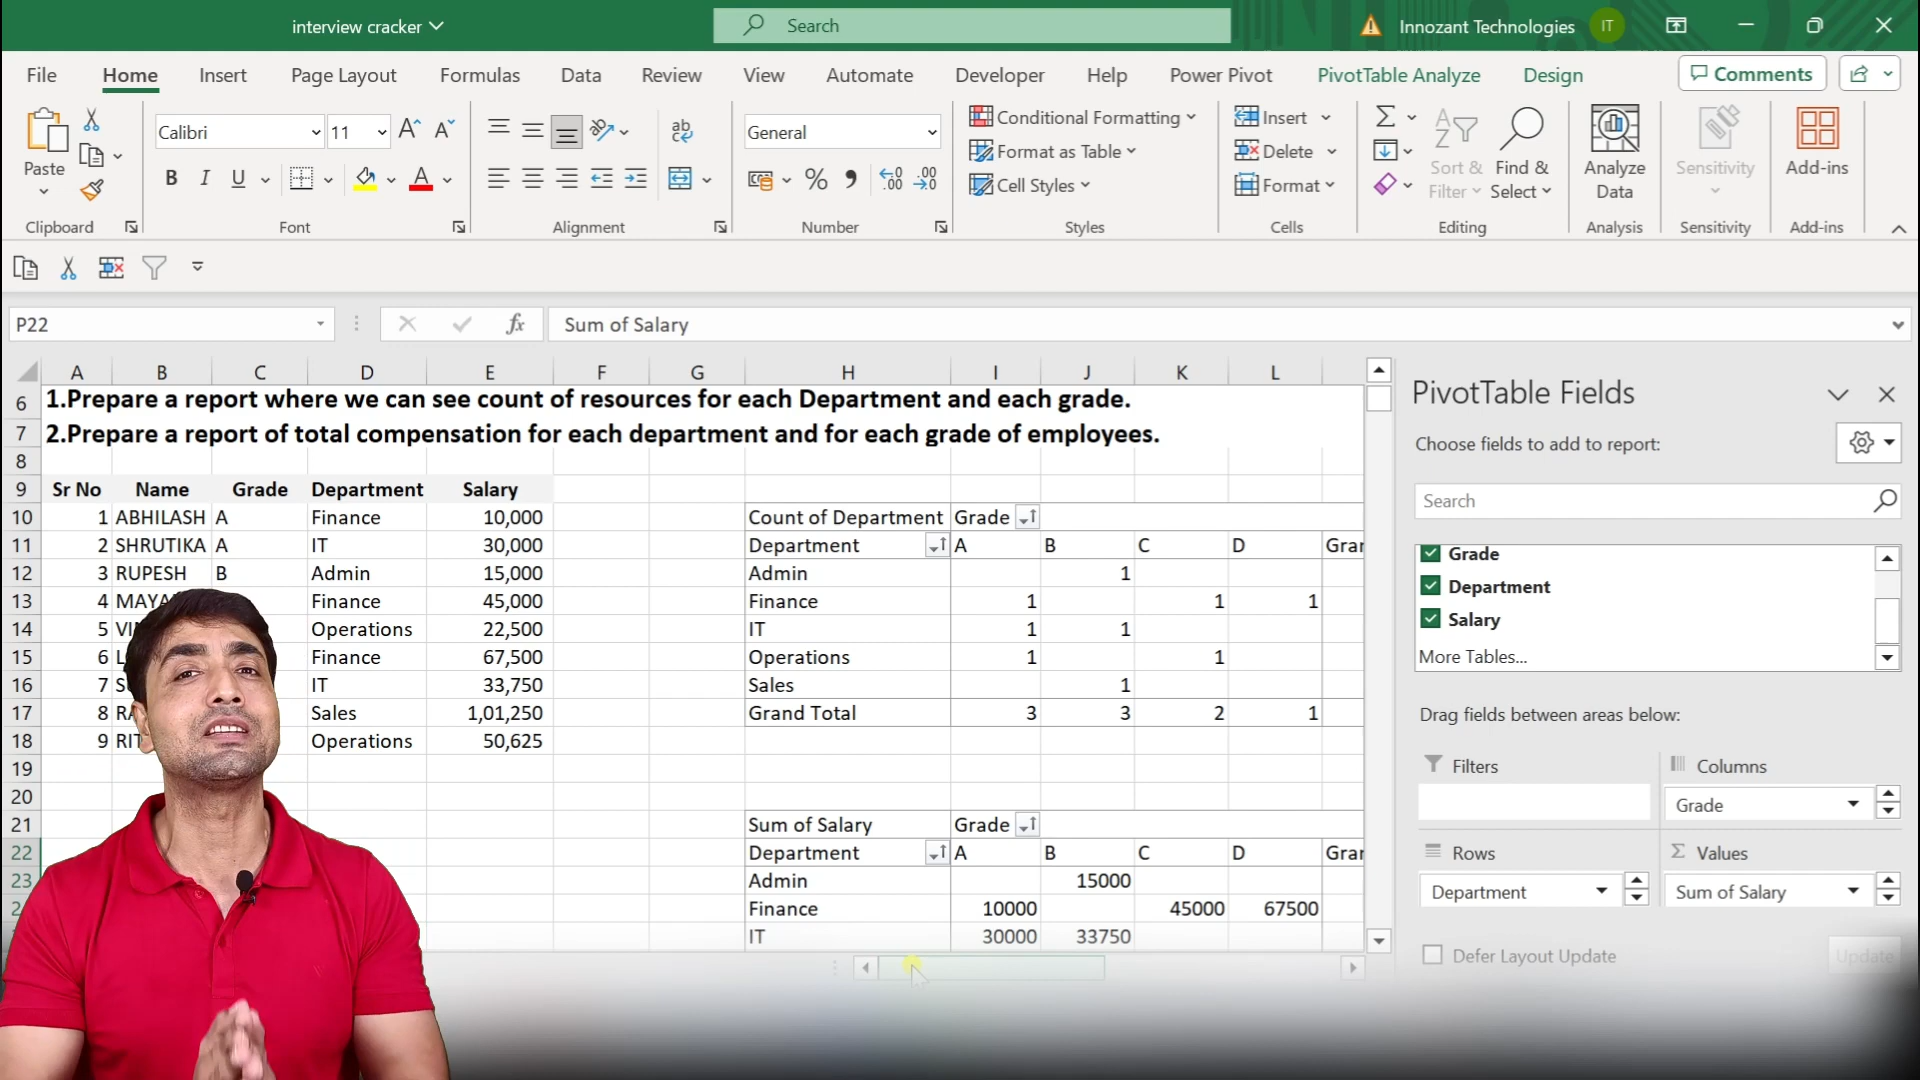 interview cracker
Search
Innozant Technologies IT
File Home Insert Page Layout Formulas Data Review View Automate Developer Help Power Pivot PivotTable Analyze Design Comments
Paste
Clipboard
Calibri 11
B I U A
Font
ab
Alignment
General
% .00
Number
Conditional Formatting
Format as Table
Cell Styles
Styles
Insert
Delete
Format
Cells
Sort & Filter
Find & Select
Editing
Analyze Data
Analysis
Sensitivity
Sensitivity
Add-ins
Add-ins
P22 fx Sum of Salary
A B C D E F G H I J K L
6 1.Prepare a report where we can see count of resources for each Department and each grade.
7 2.Prepare a report of total compensation for each department and for each grade of employees.
8
9 Sr No Name Grade Department Salary
10 1 ABHILASH A Finance 10,000 Count of Department Grade
11 2 SHRUTIKA A IT 30,000 Department A B C D
12 3 RUPESH B Admin 15,000 Admin 1
13 4 Finance 45,000 Finance 1 1 1
14 5 Operations 22,500 IT 1 1
15 6 Finance 67,500 Operations 1 1
16 7 IT 33,750 Sales 1
17 8 Sales 1,01,250 Grand Total 3 3 2 1
18 9 Operations 50,625
19
20
21 Sum of Salary Grade
22 Department A B C D
23 Admin 15000
Finance 10000 45000 67500
IT 30000 33750
PivotTable Fields
Choose fields to add to report:
Search
Grade
Department
Salary
More Tables...
Drag fields between areas below:
Filters
Columns
Grade
Rows
Department
Values
Sum of Salary
Defer Layout Update Update